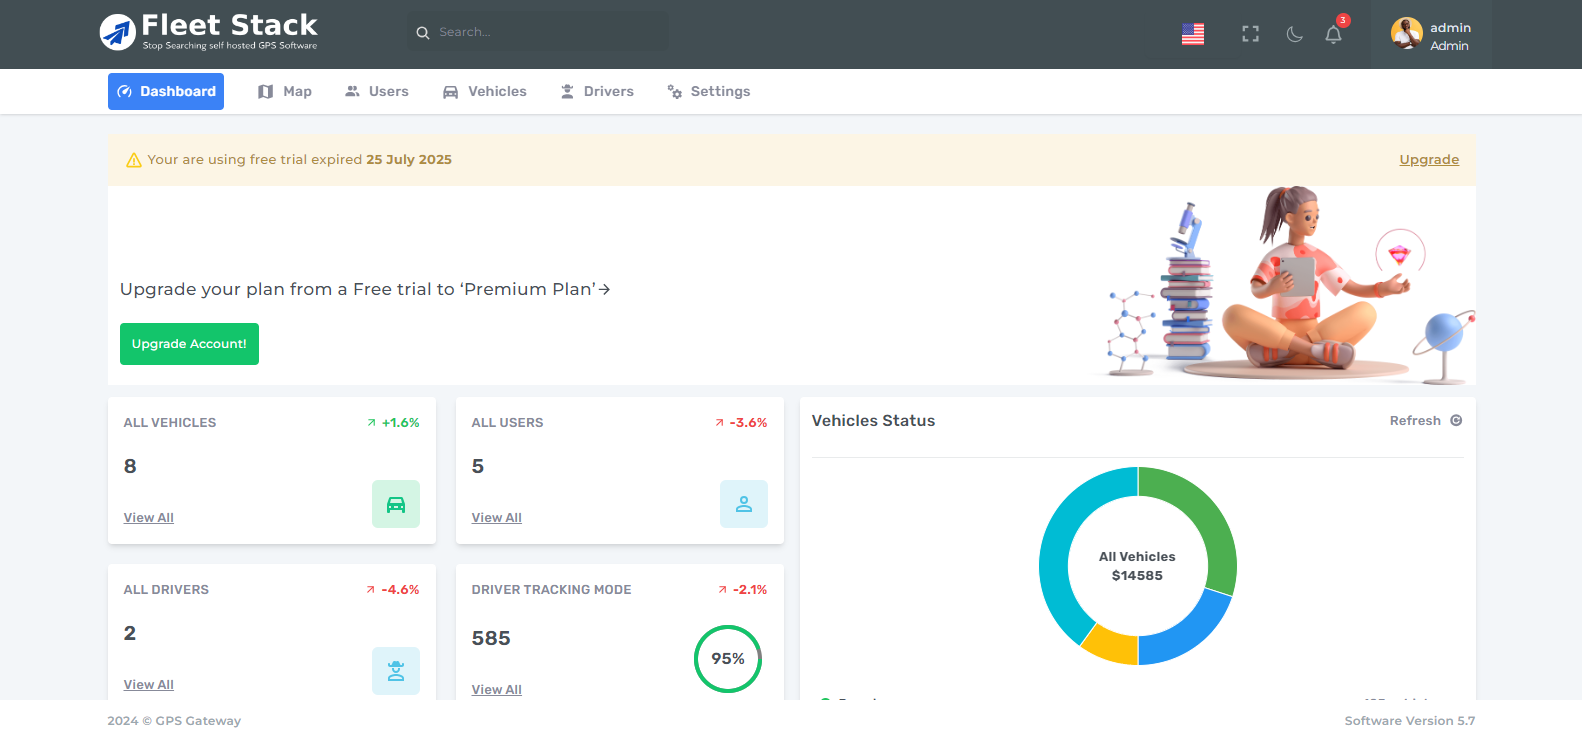 Fleet Stack
Stop Searching self hosted GPS Software
Search...
3
admin
Admin
Dashboard
Map
Users
Vehicles
Drivers
Settings
Your are using free trial expired 25 July 2025
Upgrade
Upgrade your plan from a Free trial to ‘Premium Plan’→
Upgrade Account!
ALL VEHICLES
+1.6%
8
View All
ALL USERS
-3.6%
5
View All
ALL DRIVERS
-4.6%
2
View All
DRIVER TRACKING MODE
-2.1%
585
95%
View All
Vehicles Status
Refresh
All Vehicles
$14585
2024 © GPS Gateway
Software Version 5.7